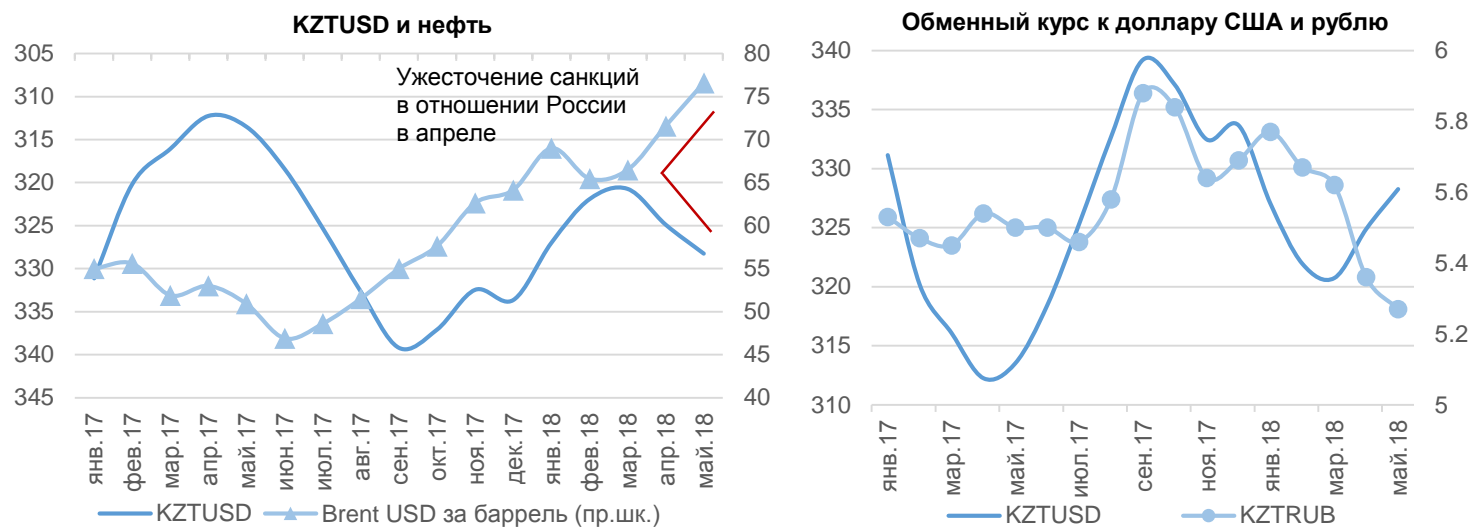 KZTUSD и нефть
305
310
315
320
325
330
335
340
345
80
75
70
65
60
55
50
45
40
Ужесточение санкций
в отношении России
в апреле
янв.17
фев.17
мар.17
апр.17
май.17
июн.17
июл.17
авг.17
сен.17
окт.17
ноя.17
дек.17
янв.18
фев.18
мар.18
апр.18
май.18
KZTUSD
Brent USD за баррель (пр.шк.)
Обменный курс к доллару США и рублю
340
335
330
325
320
315
310
6
5.8
5.6
5.4
5.2
5
янв.17
мар.17
май.17
июл.17
сен.17
ноя.17
янв.18
мар.18
май.18
KZTUSD
KZTRUB